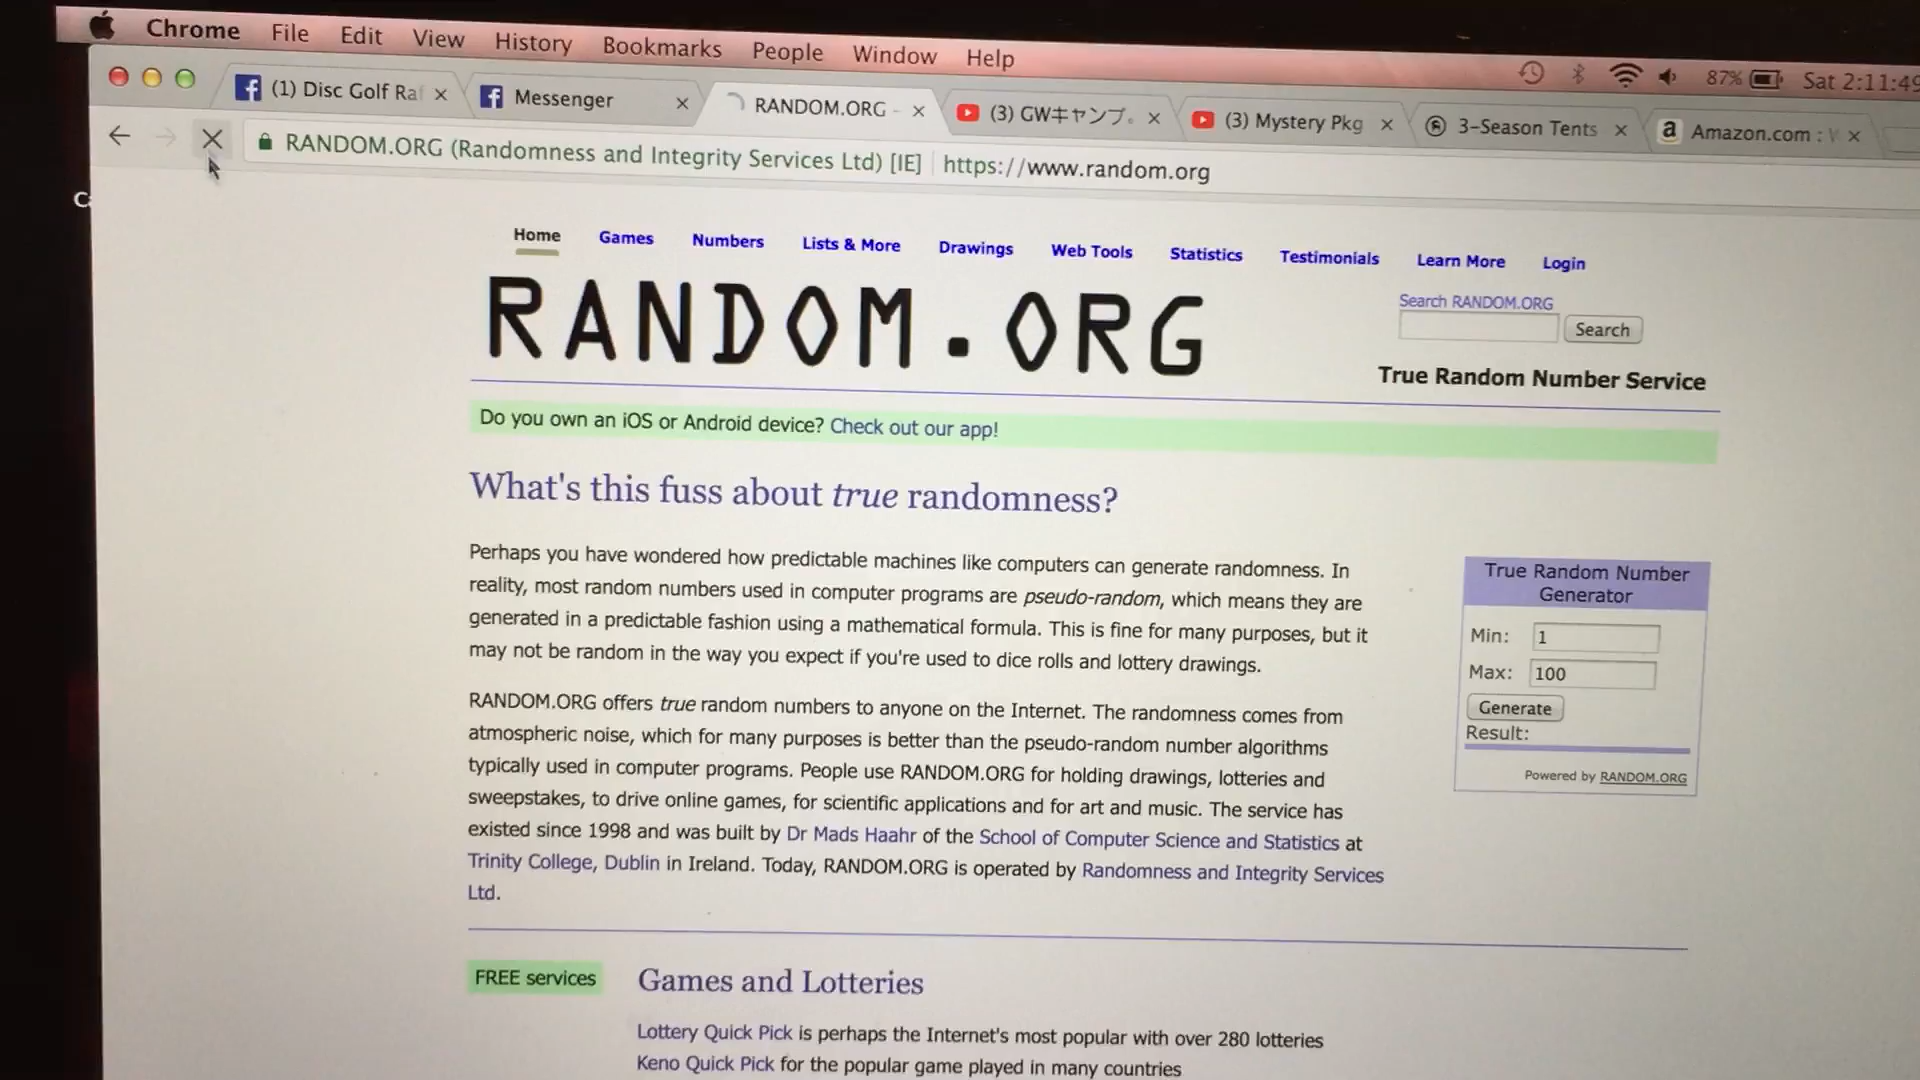 Chrome File Edit View History Bookmarks People Window Help
87% Sat 2:11:49
(1) Disc Golf Raf
Messenger
RANDOM.ORG -
(3) GWキャンプ。
(3) Mystery Pkg
3-Season Tents
Amazon.com :
RANDOM.ORG (Randomness and Integrity Services Ltd) [IE] https://www.random.org
Home Games Numbers Lists & More Drawings Web Tools Statistics Testimonials Learn More Login
RANDOM.ORG
Search RANDOM.ORG
Search
True Random Number Service
Do you own an iOS or Android device? Check out our app!
What's this fuss about true randomness?
Perhaps you have wondered how predictable machines like computers can generate randomness. In
reality, most random numbers used in computer programs are pseudo-random, which means they are
generated in a predictable fashion using a mathematical formula. This is fine for many purposes, but it
may not be random in the way you expect if you're used to dice rolls and lottery drawings.
RANDOM.ORG offers true random numbers to anyone on the Internet. The randomness comes from
atmospheric noise, which for many purposes is better than the pseudo-random number algorithms
typically used in computer programs. People use RANDOM.ORG for holding drawings, lotteries and
sweepstakes, to drive online games, for scientific applications and for art and music. The service has
existed since 1998 and was built by Dr Mads Haahr of the School of Computer Science and Statistics at
Trinity College, Dublin in Ireland. Today, RANDOM.ORG is operated by Randomness and Integrity Services
Ltd.
True Random Number
Generator
Min: 1
Max: 100
Generate
Result:
Powered by RANDOM.ORG
FREE services
Games and Lotteries
Lottery Quick Pick is perhaps the Internet's most popular with over 280 lotteries
Keno Quick Pick for the popular game played in many countries